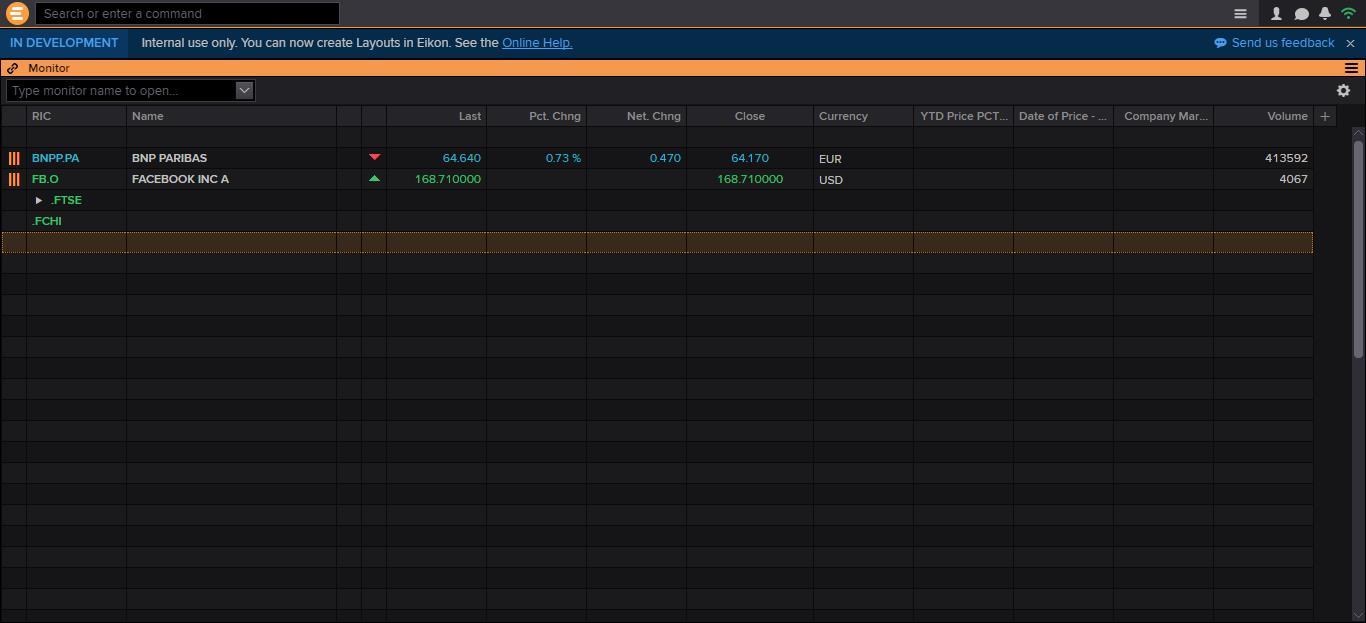 Search or enter a command
IN DEVELOPMENT Internal use only. You can now create Layouts in Eikon. See the Online Help. Send us feedback
Monitor
Type monitor name to open...
RIC Name Last Pct. Chng Net. Chng Close Currency YTD Price PCT... Date of Price - ... Company Mar... Volume
BNPP.PA BNP PARIBAS 64.640 0.73 % 0.470 64.170 EUR 413592
FB.O FACEBOOK INC A 168.710000 168.710000 USD 4067
.FTSE
.FCHI